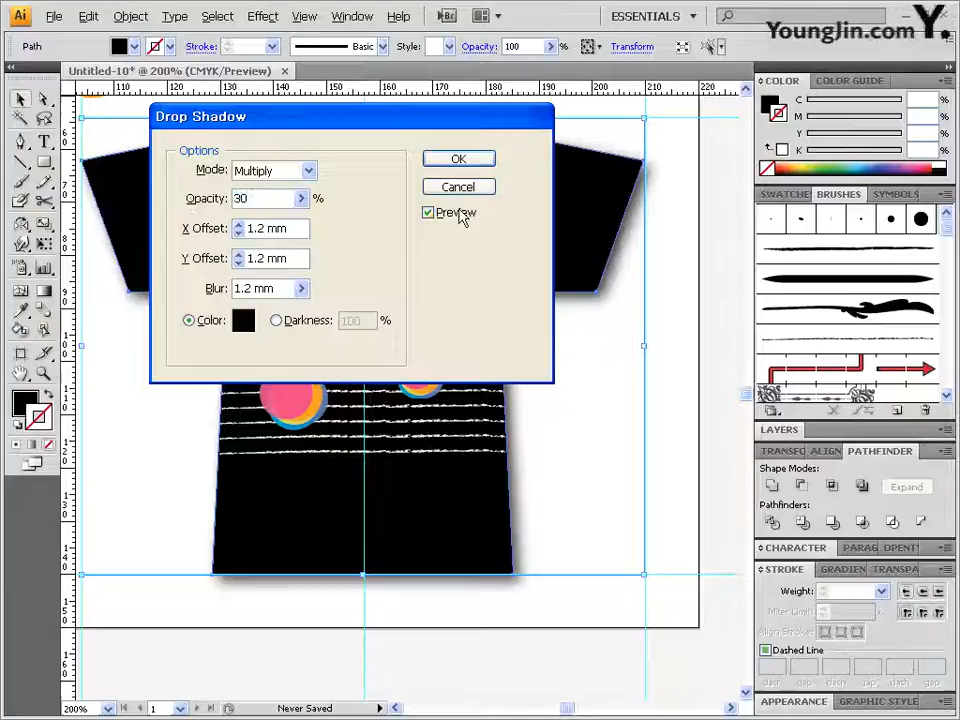 Ai File Edit Object Type Select Effect View Window Help Br ESSENTIALS
YoungJin.com Y.
Path Stroke: Basic Style: Opacity: 100 % Transform
Untitled-10* @ 200% (CMYK/Preview) ×
110 120 130 140 150 160 170 180 190 200 210 220
Drop Shadow
Options
Mode: Multiply
Opacity: 30 %
X Offset: 1.2 mm
Y Offset: 1.2 mm
Blur: 1.2 mm
Color: Darkness: 100 %
OK
Cancel
Preview
COLOR COLOR GUIDE
C %
M %
Y %
K %
SWATCHE BRUSHES SYMBOLS
LAYERS
TRANSFC ALIGN PATHFINDER
Shape Modes:
Expand
Pathfinders:
CHARACTER PARAG OPENT
STROKE GRADIEN TRANSPA
Weight:
Miter Limit:
Align Stroke:
Dashed Line
dash gap dash gap dash gap
APPEARANCE GRAPHIC STYLE
200% 1 Never Saved